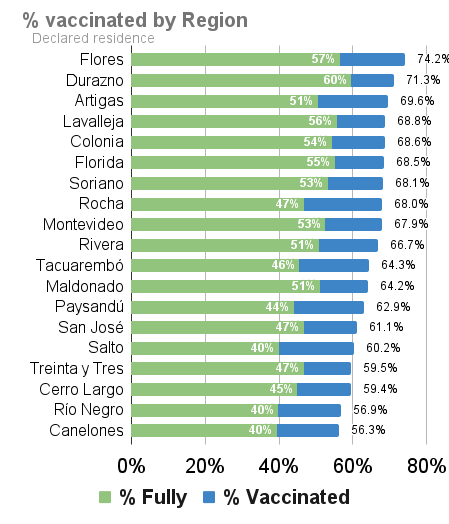 % vaccinated by Region
Declared residence
Flores 57% 74.2%
Durazno 60% 71.3%
Artigas 51% 69.6%
Lavalleja 56% 68.8%
Colonia 54% 68.6%
Florida 55% 68.5%
Soriano 53% 68.1%
Rocha 47% 68.0%
Montevideo 53% 67.9%
Rivera 51% 66.7%
Tacuarembó 46% 64.3%
Maldonado 51% 64.2%
Paysandú 44% 62.9%
San José 47% 61.1%
Salto 40% 60.2%
Treinta y Tres 47% 59.5%
Cerro Largo 45% 59.4%
Río Negro 40% 56.9%
Canelones 40% 56.3%
0% 20% 40% 60% 80%
% Fully % Vaccinated